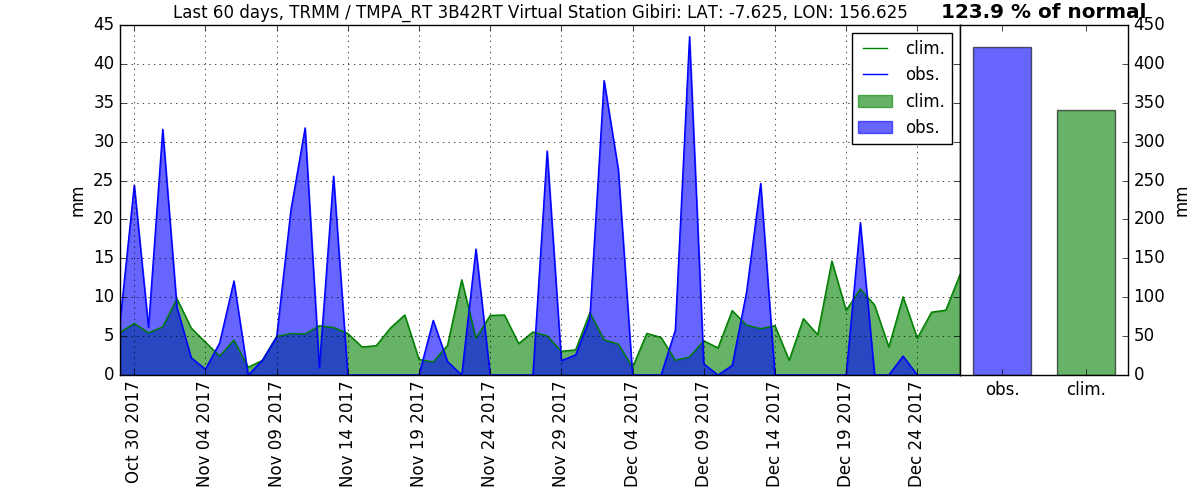 Last 60 days, TRMM / TMPA_RT 3B42RT Virtual Station Gibiri: LAT: -7.625, LON: 156.625
123.9 % of normal
45
40
35
30
25
20
15
10
5
0
mm
clim.
obs.
clim.
obs.
Oct 30 2017
Nov 04 2017
Nov 09 2017
Nov 14 2017
Nov 19 2017
Nov 24 2017
Nov 29 2017
Dec 04 2017
Dec 09 2017
Dec 14 2017
Dec 19 2017
Dec 24 2017
450
400
350
300
250
200
150
100
50
0
mm
obs.
clim.